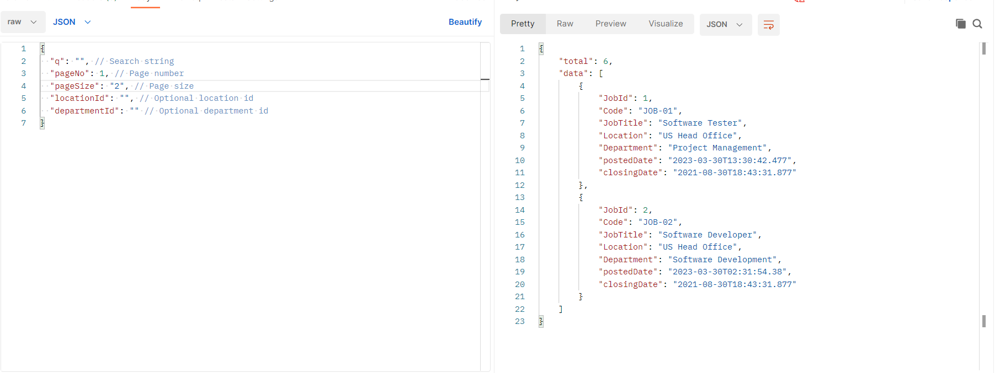 raw JSON Beautify
1 {
2 "q": "", // Search string
3 "pageNo": 1, // Page number
4 "pageSize": "2", // Page size
5 "locationId": "", // Optional location id
6 "departmentId": "" // Optional department id
7 }
Pretty Raw Preview Visualize JSON
1 {
2 "total": 6,
3 "data": [
4 {
5 "JobId": 1,
6 "Code": "JOB-01",
7 "JobTitle": "Software Tester",
8 "Location": "US Head Office",
9 "Department": "Project Management",
10 "postedDate": "2023-03-30T13:30:42.477",
11 "closingDate": "2021-08-30T18:43:31.877"
12 },
13 {
14 "JobId": 2,
15 "Code": "JOB-02",
16 "JobTitle": "Software Developer",
17 "Location": "US Head Office",
18 "Department": "Software Development",
19 "postedDate": "2023-03-30T02:31:54.38",
20 "closingDate": "2021-08-30T18:43:31.877"
21 }
22 ]
23 }